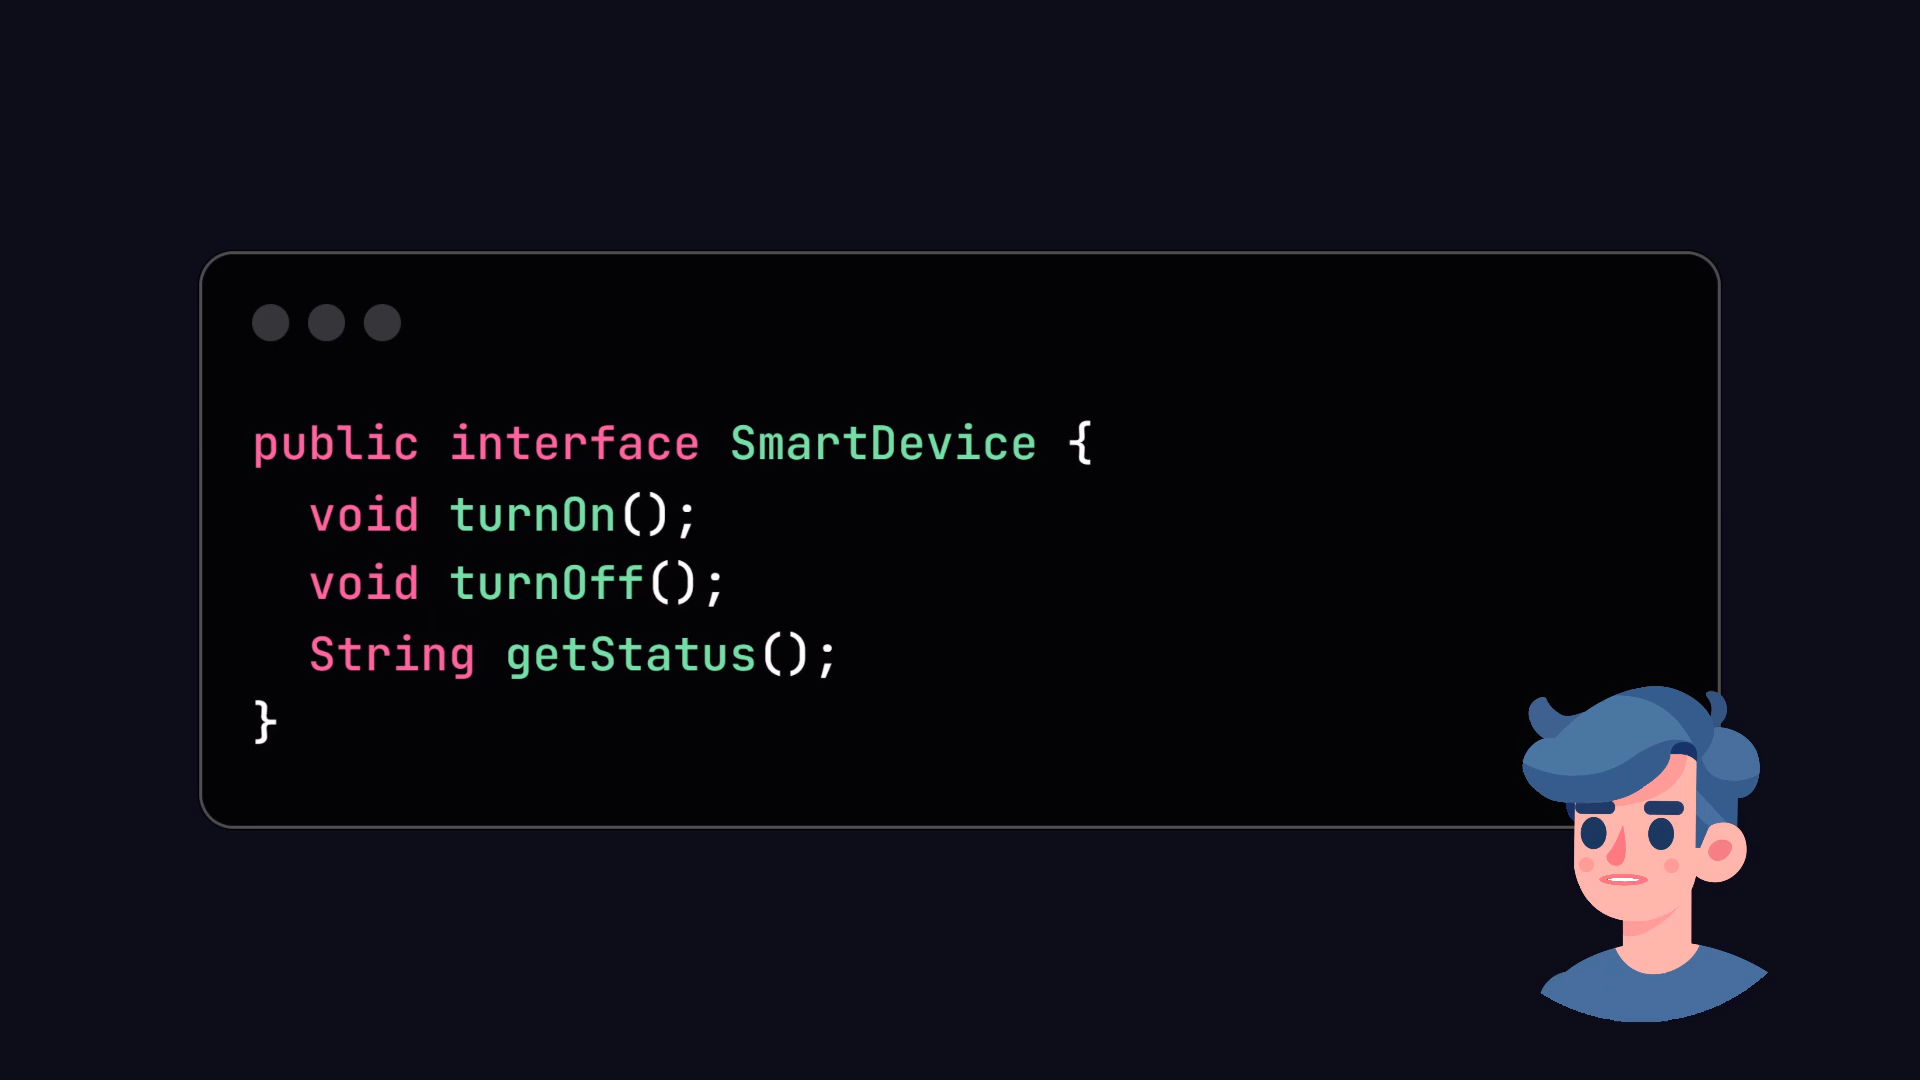 public interface SmartDevice {
  void turnOn();
  void turnOff();
  String getStatus();
}